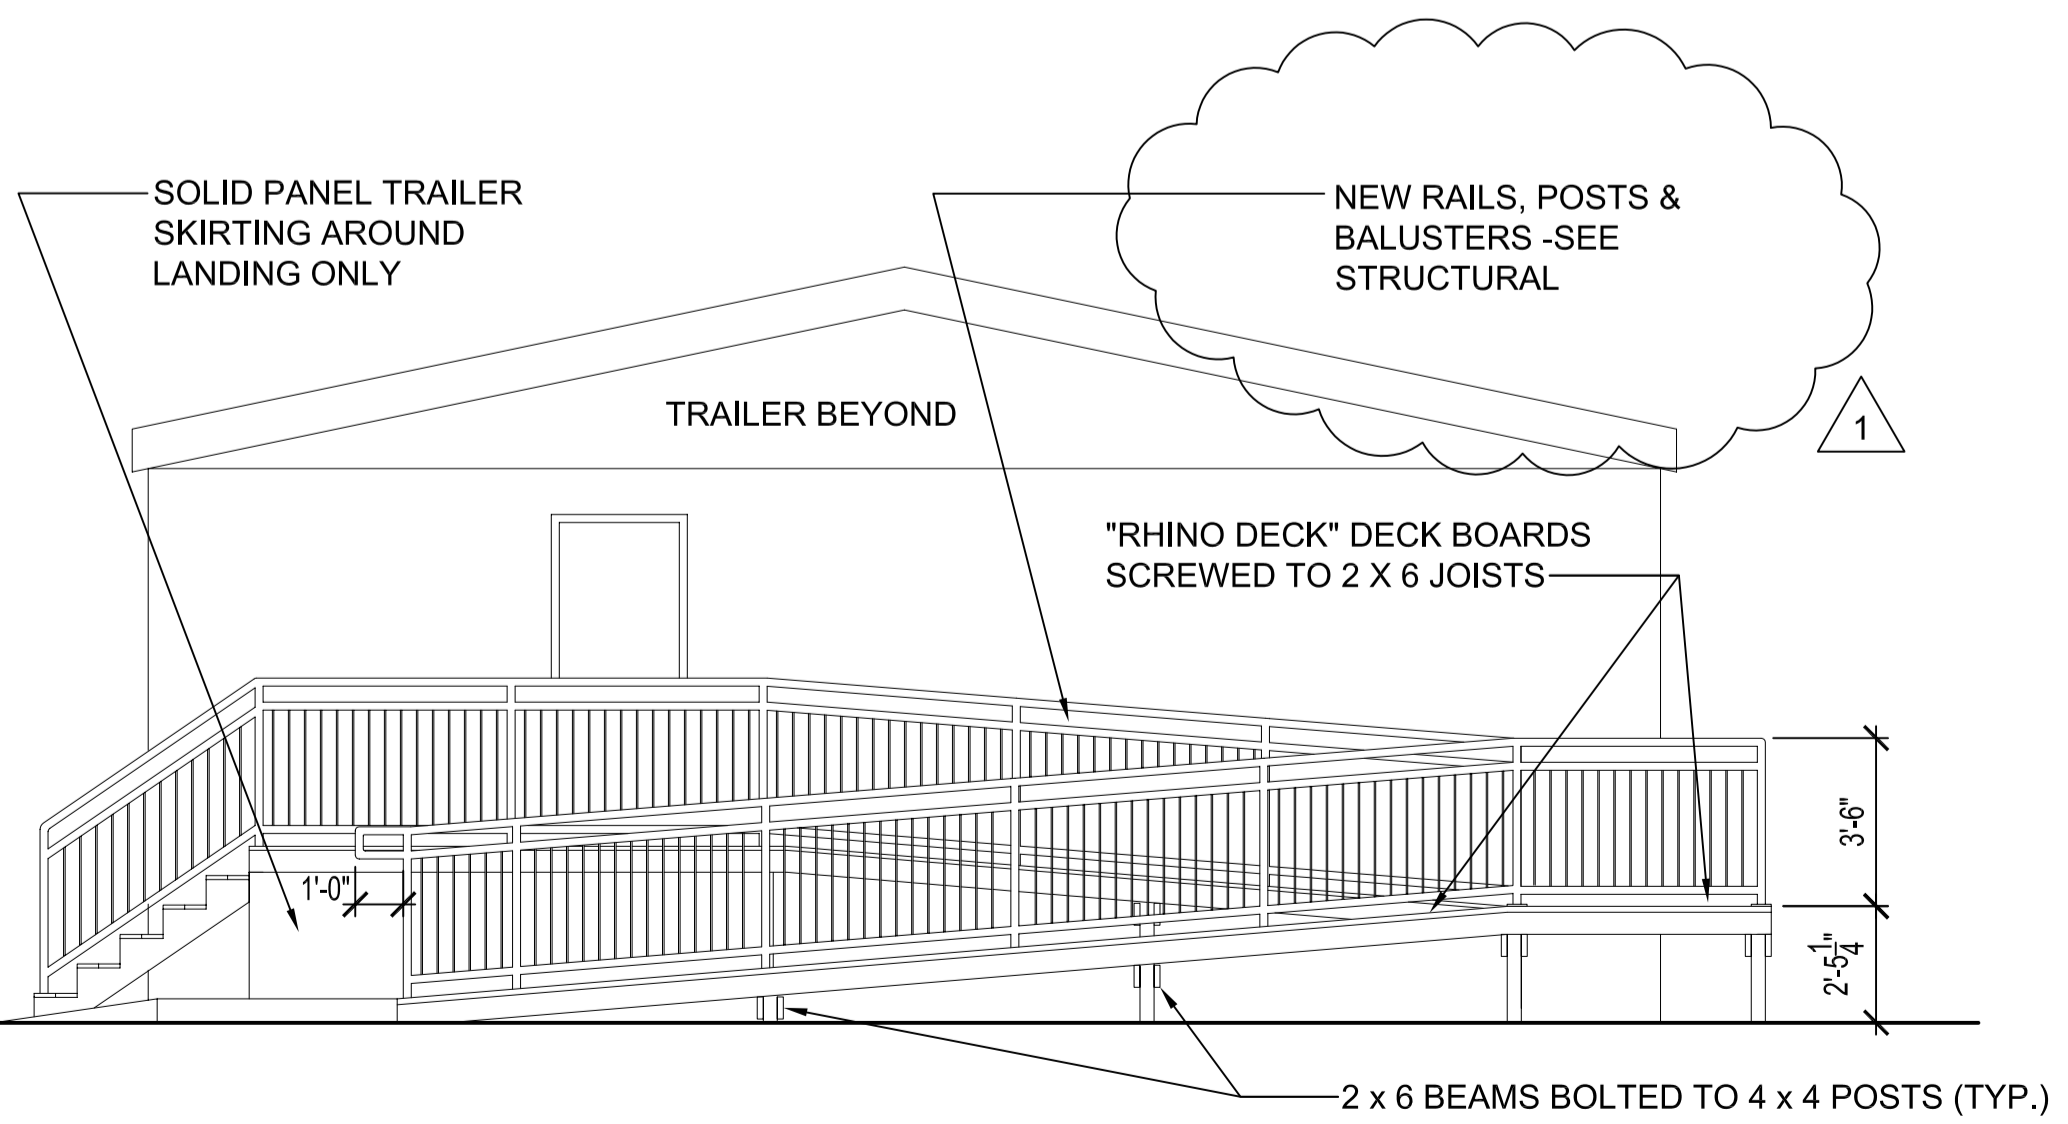 SOLID PANEL TRAILER
SKIRTING AROUND
LANDING ONLY
NEW RAILS, POSTS &
BALUSTERS -SEE
STRUCTURAL
TRAILER BEYOND
1
"RHINO DECK" DECK BOARDS
SCREWED TO 2 X 6 JOISTS
3'-6"
1'-0"
2'-5 1/4"
2 x 6 BEAMS BOLTED TO 4 x 4 POSTS (TYP.)